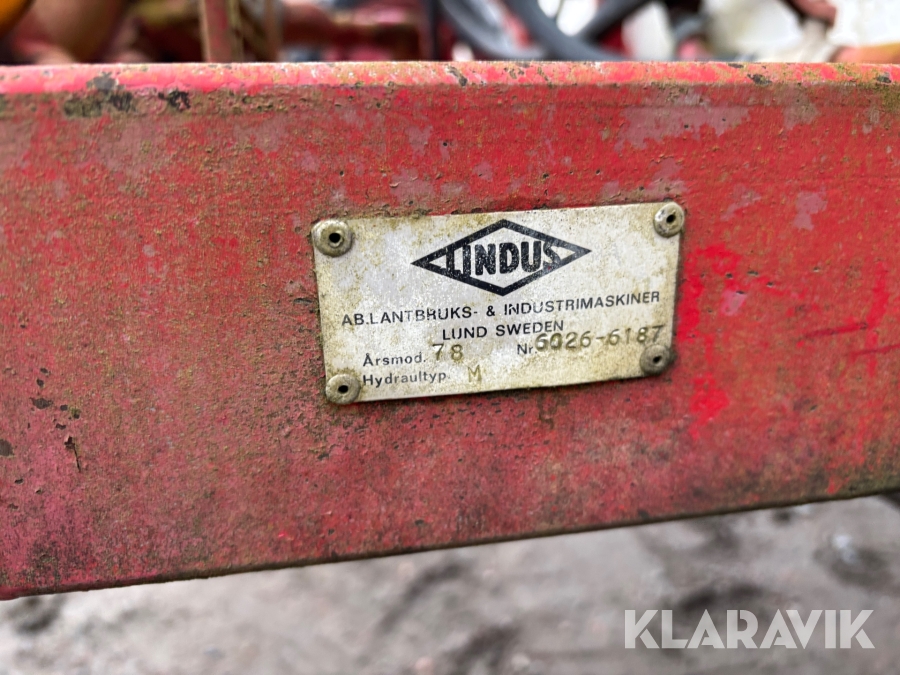 LINDUS
AB.LANTBRUKS- & INDUSTRIMASKINER
LUND SWEDEN
Årsmod. 78 Nr. 6026-6187
Hydraultyp. M
KLARAVIK